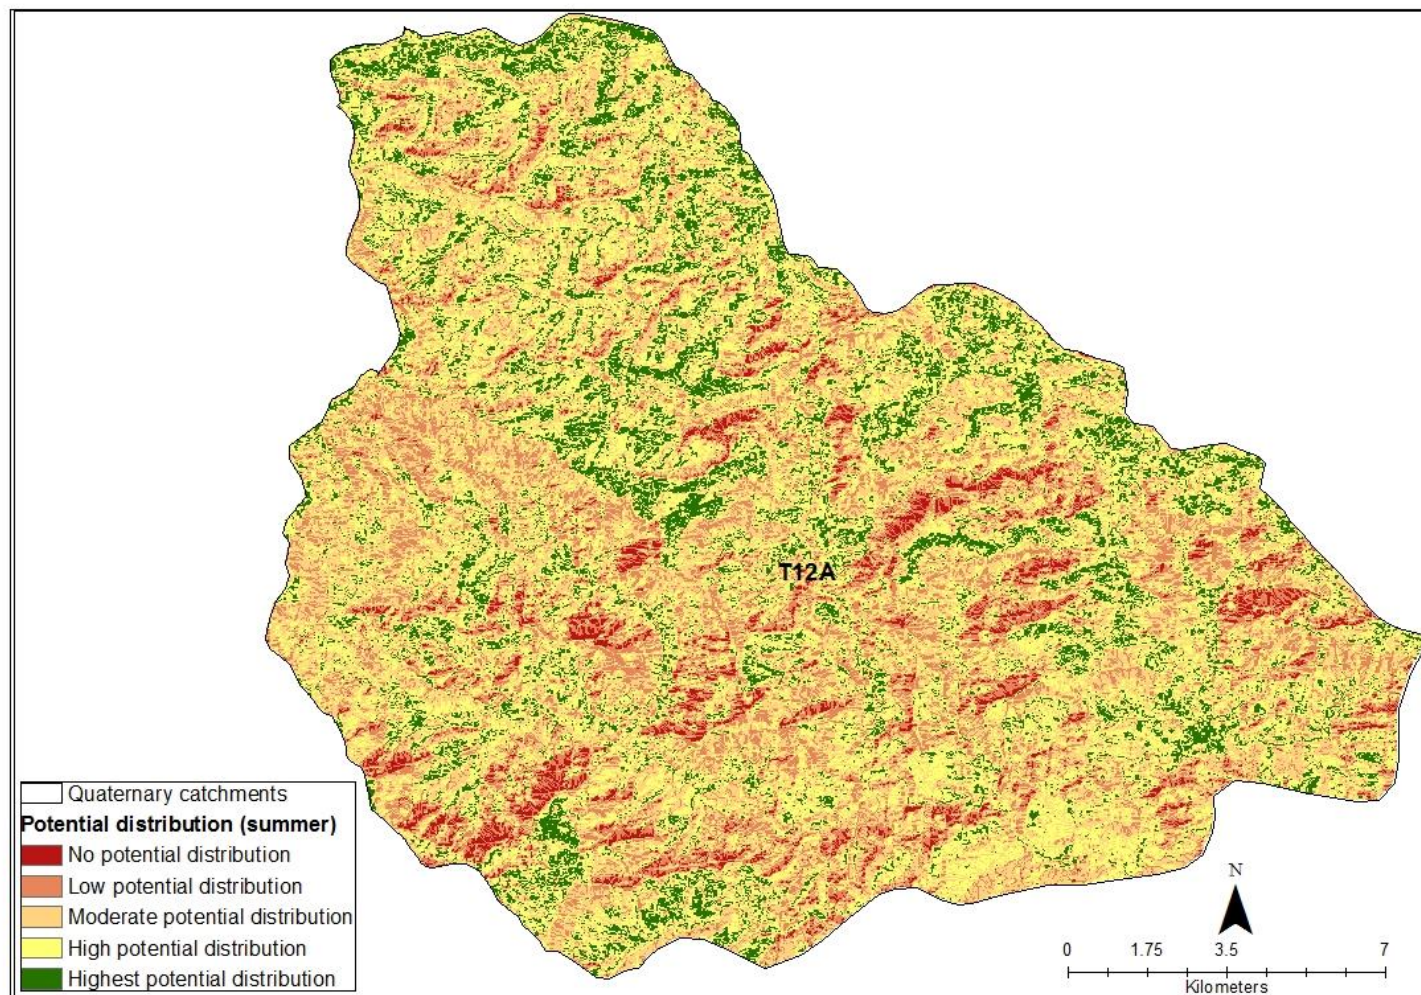 T12A
Quaternary catchments
Potential distribution (summer)
No potential distribution
Low potential distribution
Moderate potential distribution
High potential distribution
Highest potential distribution
N
0 1.75 3.5 7
Kilometers